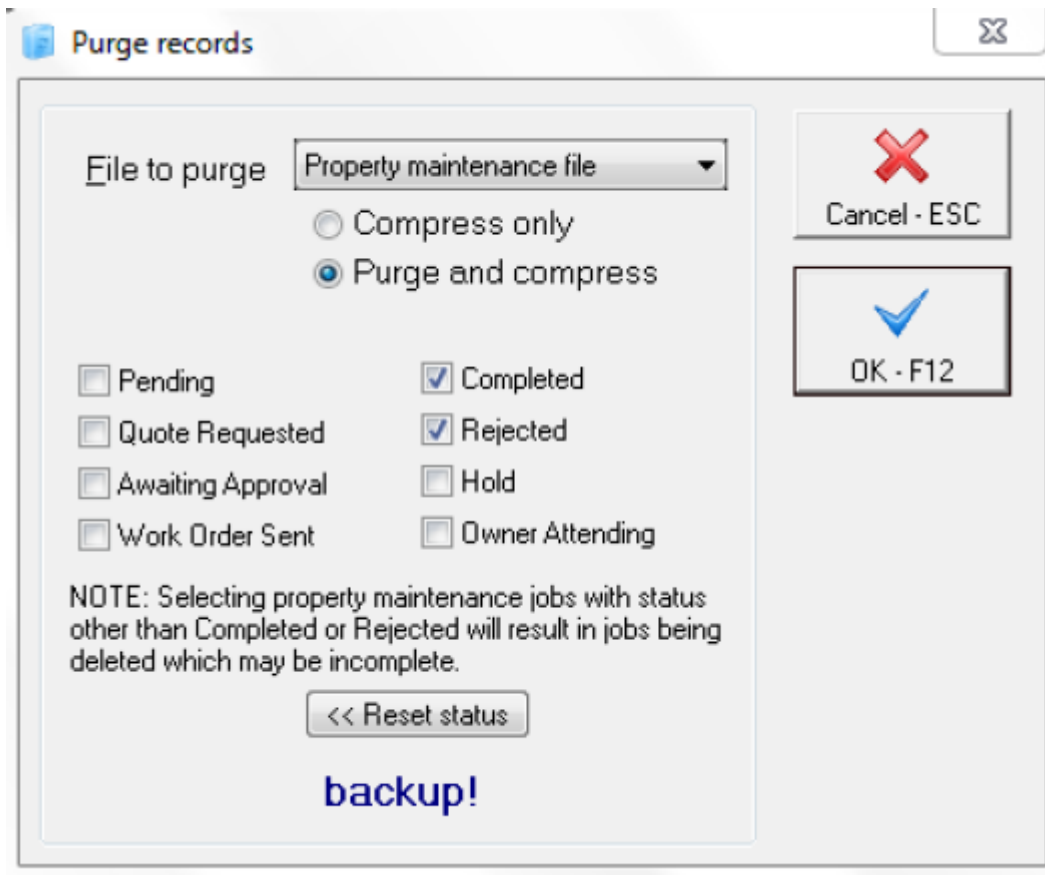 Purge records
File to purge
Property maintenance file
Compress only
Purge and compress
Pending
Completed
Quote Requested
Rejected
Awaiting Approval
Hold
Work Order Sent
Owner Attending
NOTE: Selecting property maintenance jobs with status
other than Completed or Rejected will result in jobs being
deleted which may be incomplete.
<< Reset status
backup!
Cancel - ESC
OK - F12